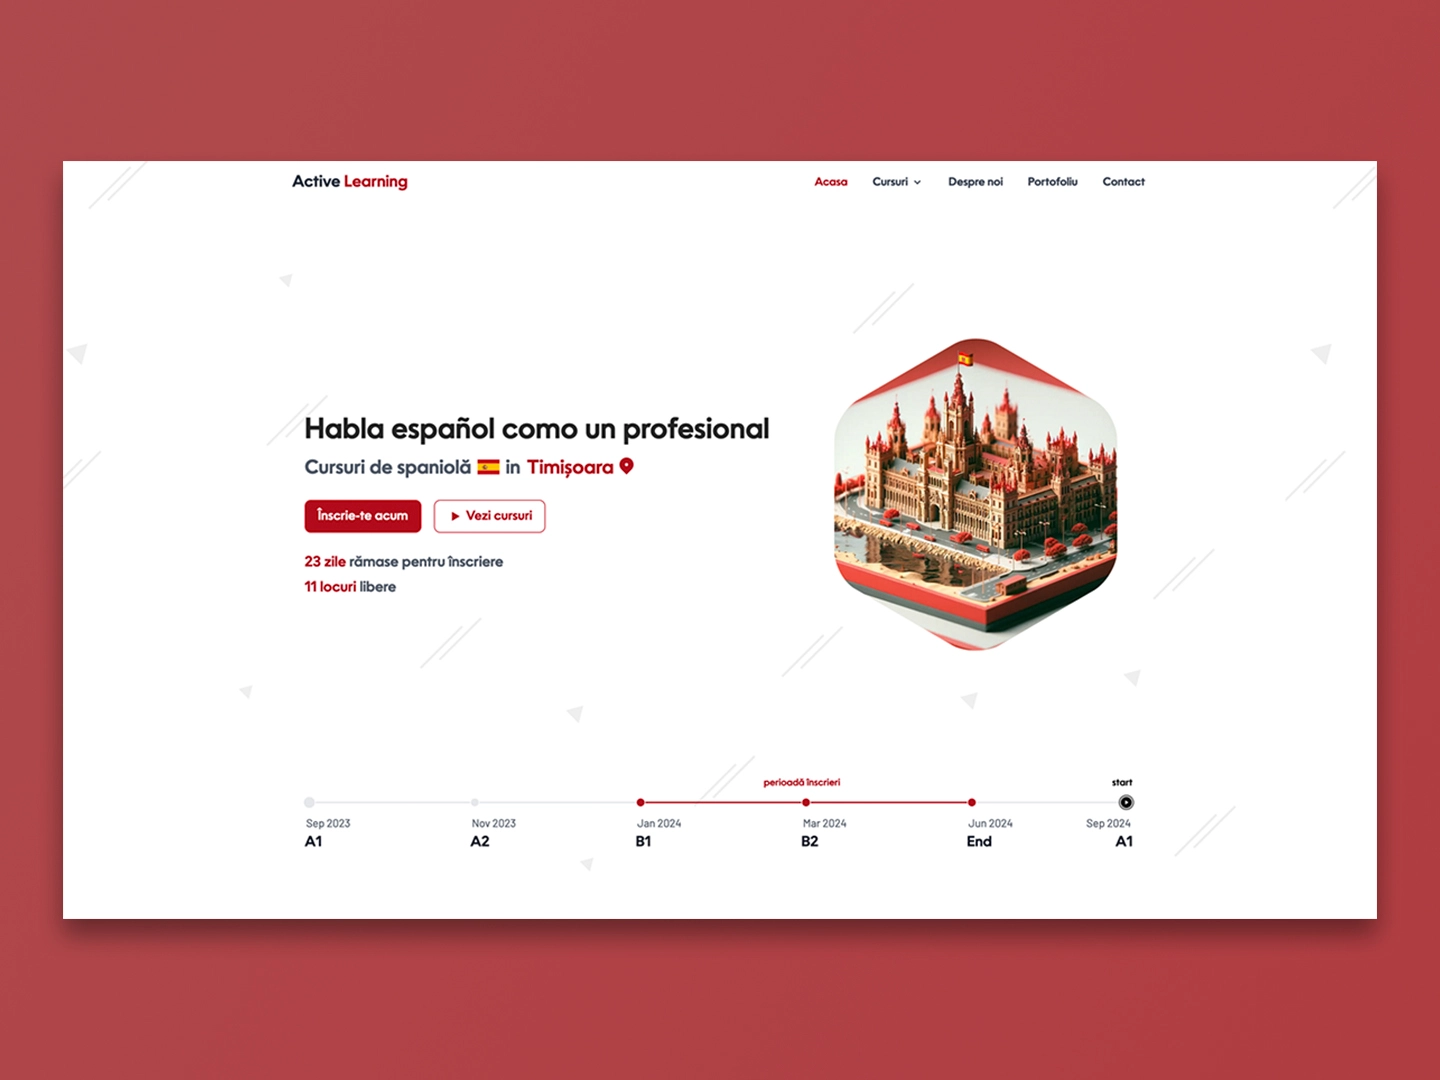 Active Learning
Acasa
Cursuri
Despre noi
Portofoliu
Contact
Habla español como un profesional
Cursuri de spaniolă in Timișoara
Înscrie-te acum
Vezi cursuri
23 zile rămase pentru înscriere
11 locuri libere
perioadă înscrieri
start
Sep 2023
A1
Nov 2023
A2
Jan 2024
B1
Mar 2024
B2
Jun 2024
End
Sep 2024
A1